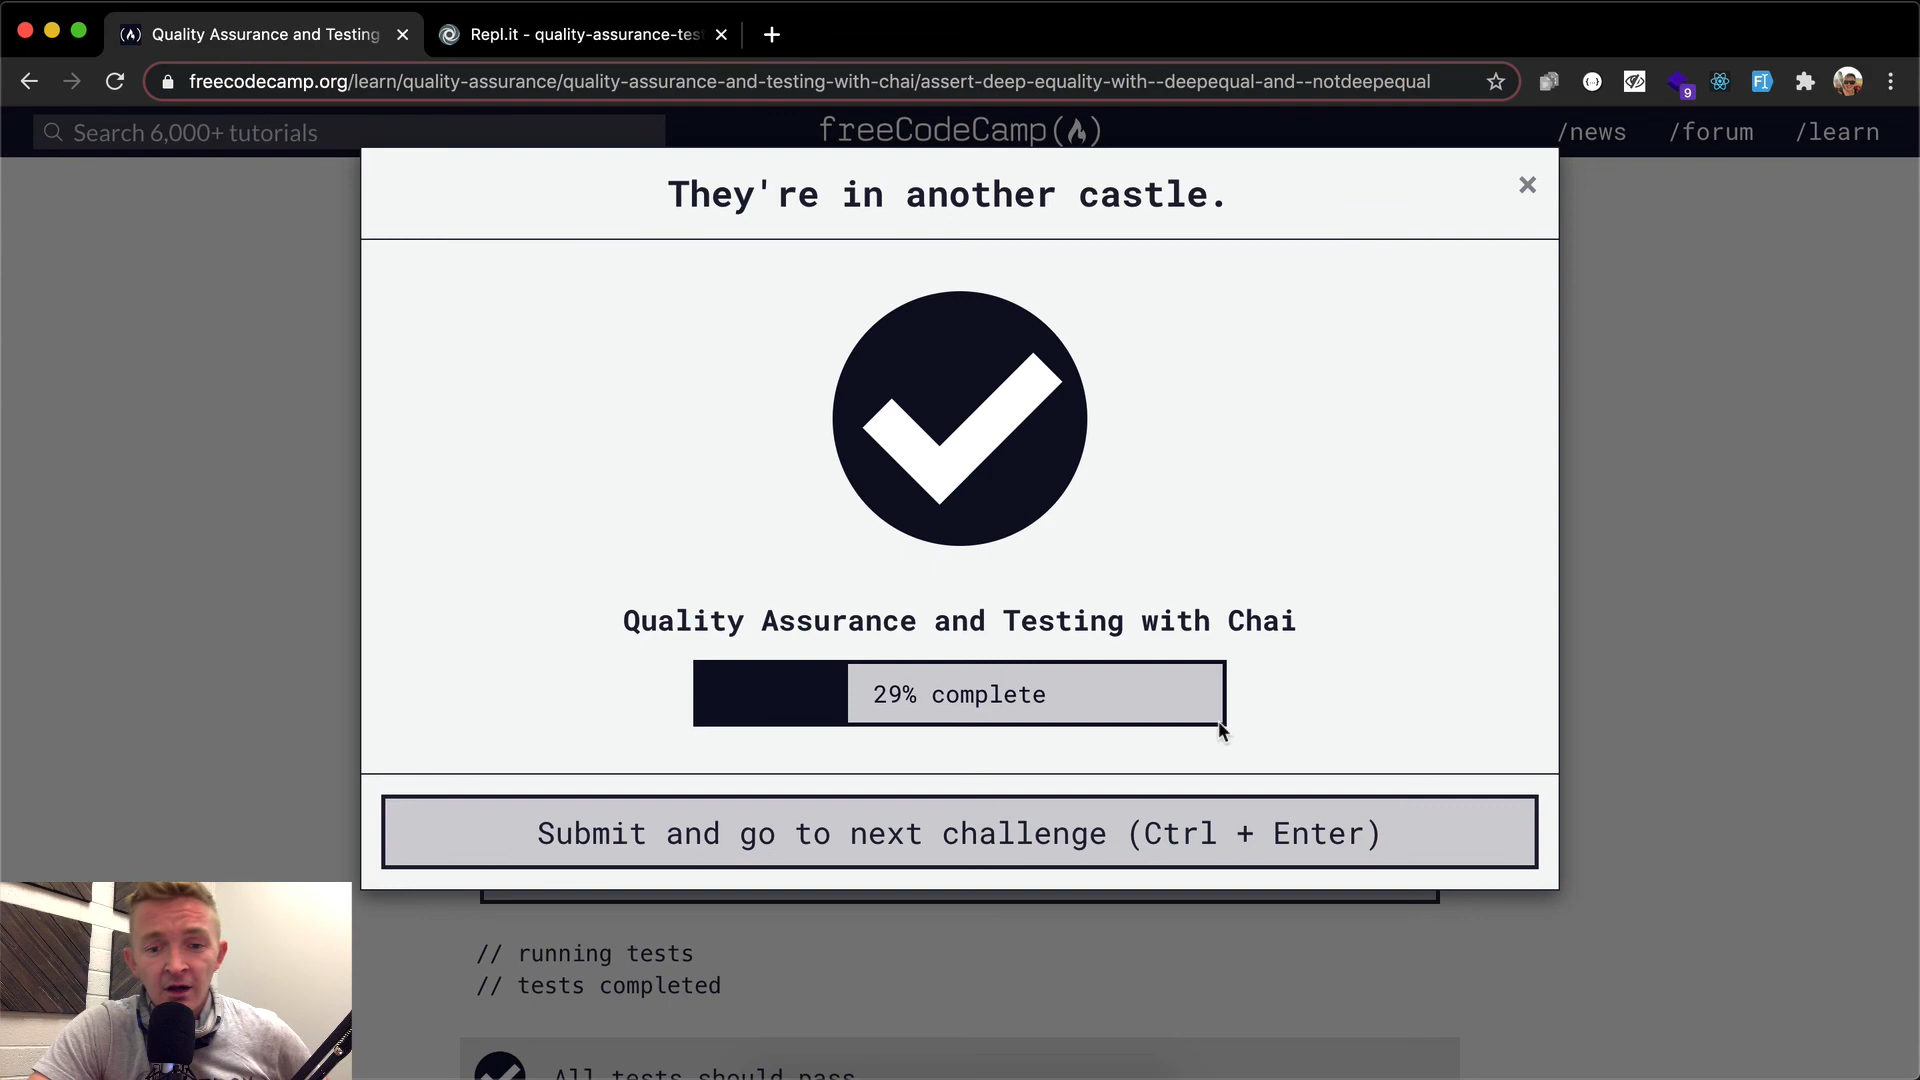 Quality Assurance and Testing
Repl.it - quality-assurance-tes
freecodecamp.org/learn/quality-assurance/quality-assurance-and-testing-with-chai/assert-deep-equality-with--deepequal-and--notdeepequal
9
Search 6,000+ tutorials
freeCodeCamp
/news
/forum
/learn
They're in another castle.
Quality Assurance and Testing with Chai
29% complete
Submit and go to next challenge (Ctrl + Enter)
// running tests
// tests completed
All tests should pass